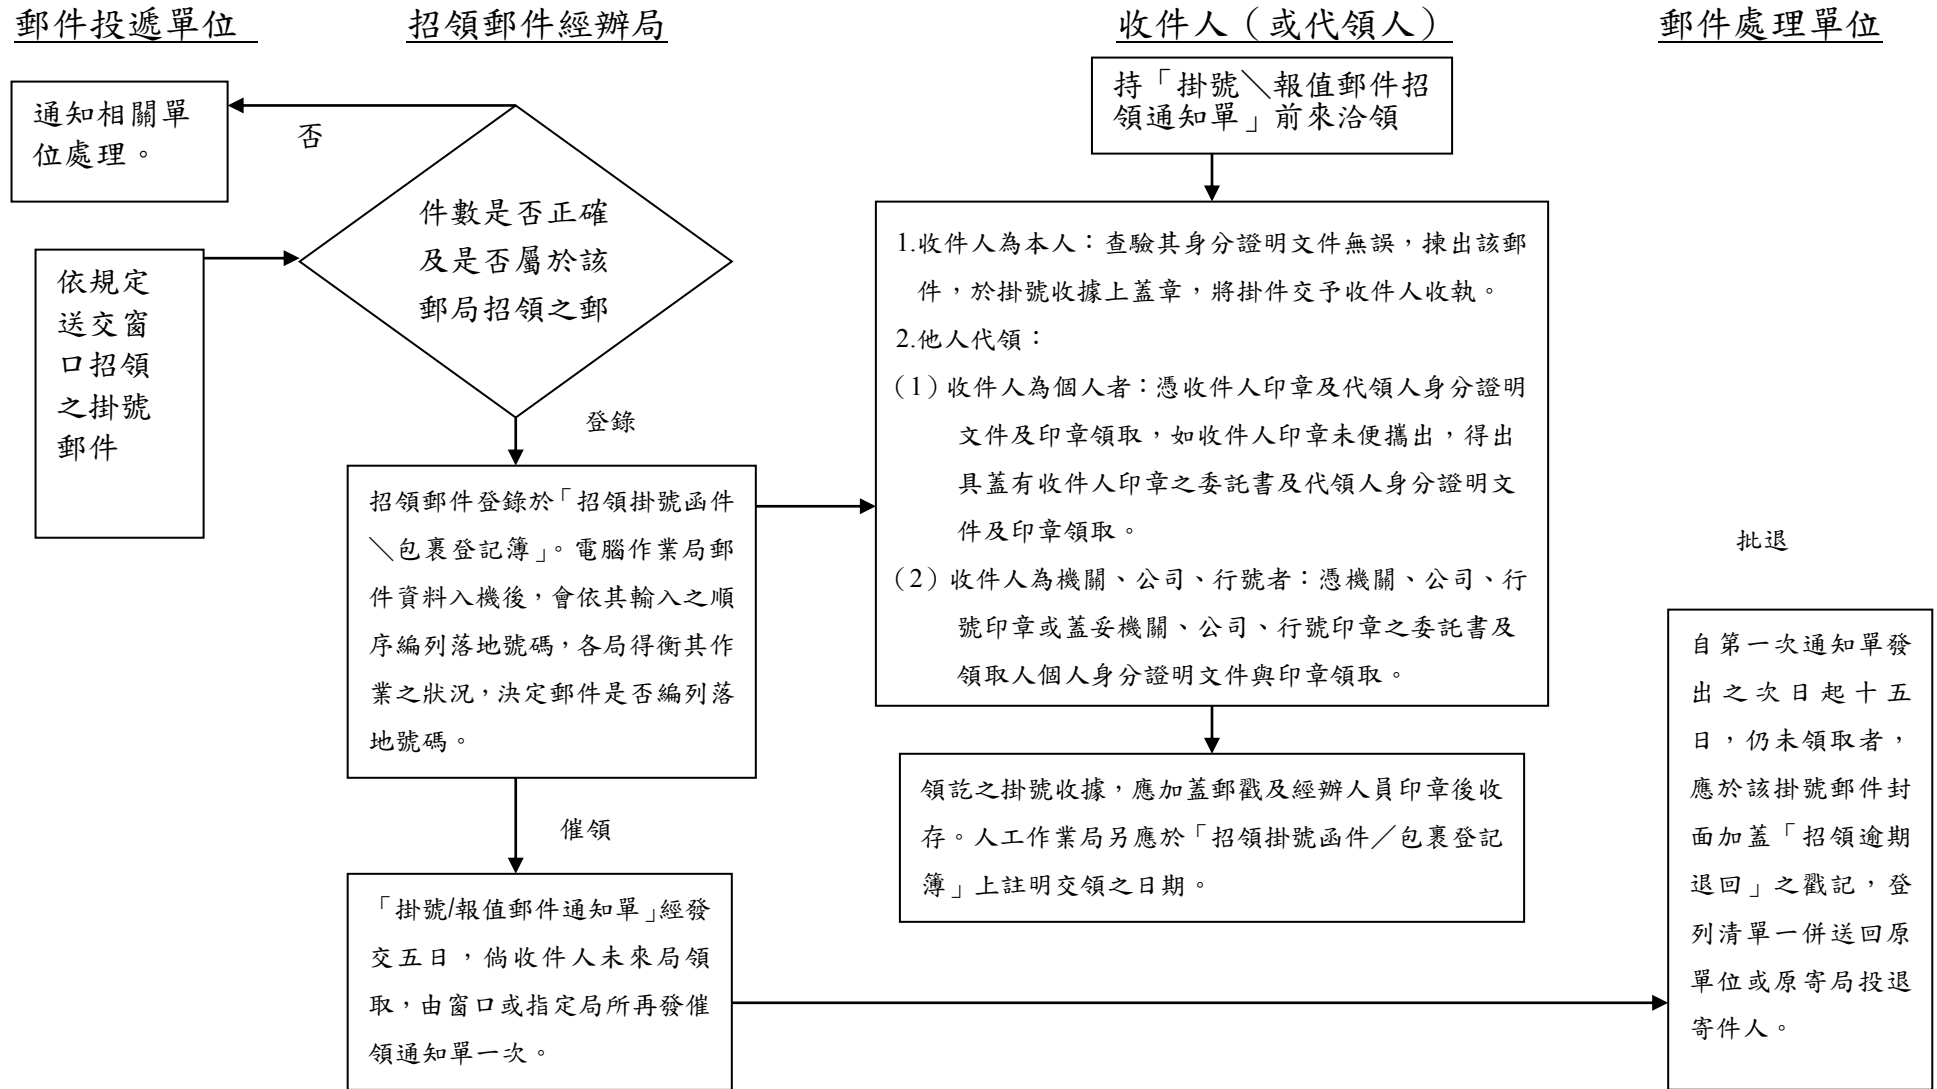 郵件投遞單位
招領郵件經辦局
收件人（或代領人）
郵件處理單位
通知相關單
位處理。
否
依規定
送交窗
口招領
之掛號
郵件
件數是否正確
及是否屬於該
郵局招領之郵
登錄
招領郵件登錄於「招領掛號函件
＼包裹登記簿」。電腦作業局郵
件資料入機後，會依其輸入之順
序編列落地號碼，各局得衡其作
業之狀況，決定郵件是否編列落
地號碼。
催領
「掛號/報值郵件通知單」經發
交五日，倘收件人未來局領
取，由窗口或指定局所再發催
領通知單一次。
持「掛號＼報值郵件招
領通知單」前來洽領
1.收件人為本人：查驗其身分證明文件無誤，揀出該郵
件，於掛號收據上蓋章，將掛件交予收件人收執。
2.他人代領：
（1）收件人為個人者：憑收件人印章及代領人身分證明
文件及印章領取，如收件人印章未便攜出，得出
具蓋有收件人印章之委託書及代領人身分證明文
件及印章領取。
（2）收件人為機關、公司、行號者：憑機關、公司、行
號印章或蓋妥機關、公司、行號印章之委託書及
領取人個人身分證明文件與印章領取。
領訖之掛號收據，應加蓋郵戳及經辦人員印章後收
存。人工作業局另應於「招領掛號函件／包裹登記
簿」上註明交領之日期。
批退
自第一次通知單發
出之次日起十五
日，仍未領取者，
應於該掛號郵件封
面加蓋「招領逾期
退回」之戳記，登
列清單一併送回原
單位或原寄局投退
寄件人。